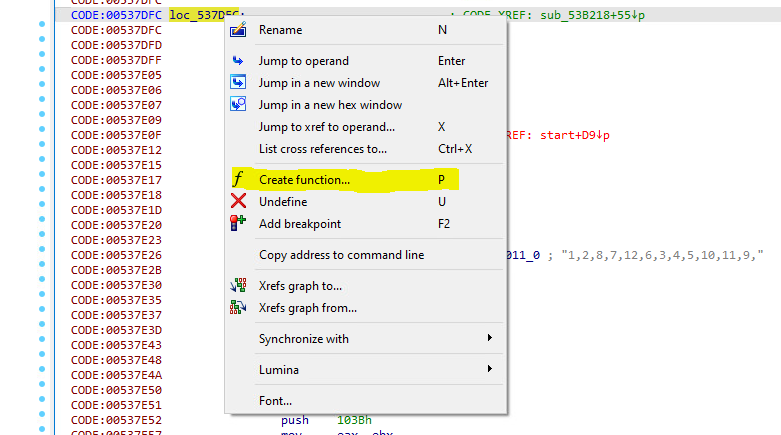 CODE:00537DFC
CODE:00537DFC loc_537DFC: ; CODE XREF: sub_53B218+55↓p
CODE:00537DFC Rename N
CODE:00537DFD
CODE:00537DFF Jump to operand Enter
CODE:00537E05 Jump in a new window Alt+Enter
CODE:00537E06
CODE:00537E07 Jump in a new hex window
CODE:00537E09 Jump to xref to operand... X
CODE:00537E0F XREF: start+D9↓p
CODE:00537E12 List cross references to... Ctrl+X
CODE:00537E15
CODE:00537E17 Create function... P
CODE:00537E18
CODE:00537E1D Undefine U
CODE:00537E20 Add breakpoint F2
CODE:00537E23
CODE:00537E26 Copy address to command line 011_0 ; "1,2,8,7,12,6,3,4,5,10,11,9,"
CODE:00537E2B
CODE:00537E30 Xrefs graph to...
CODE:00537E35 Xrefs graph from...
CODE:00537E37
CODE:00537E3D Synchronize with
CODE:00537E43
CODE:00537E48 Lumina
CODE:00537E4A
CODE:00537E50 Font...
CODE:00537E51
CODE:00537E52 push 103Bh
CODE:00537E57 mov eax, ebx